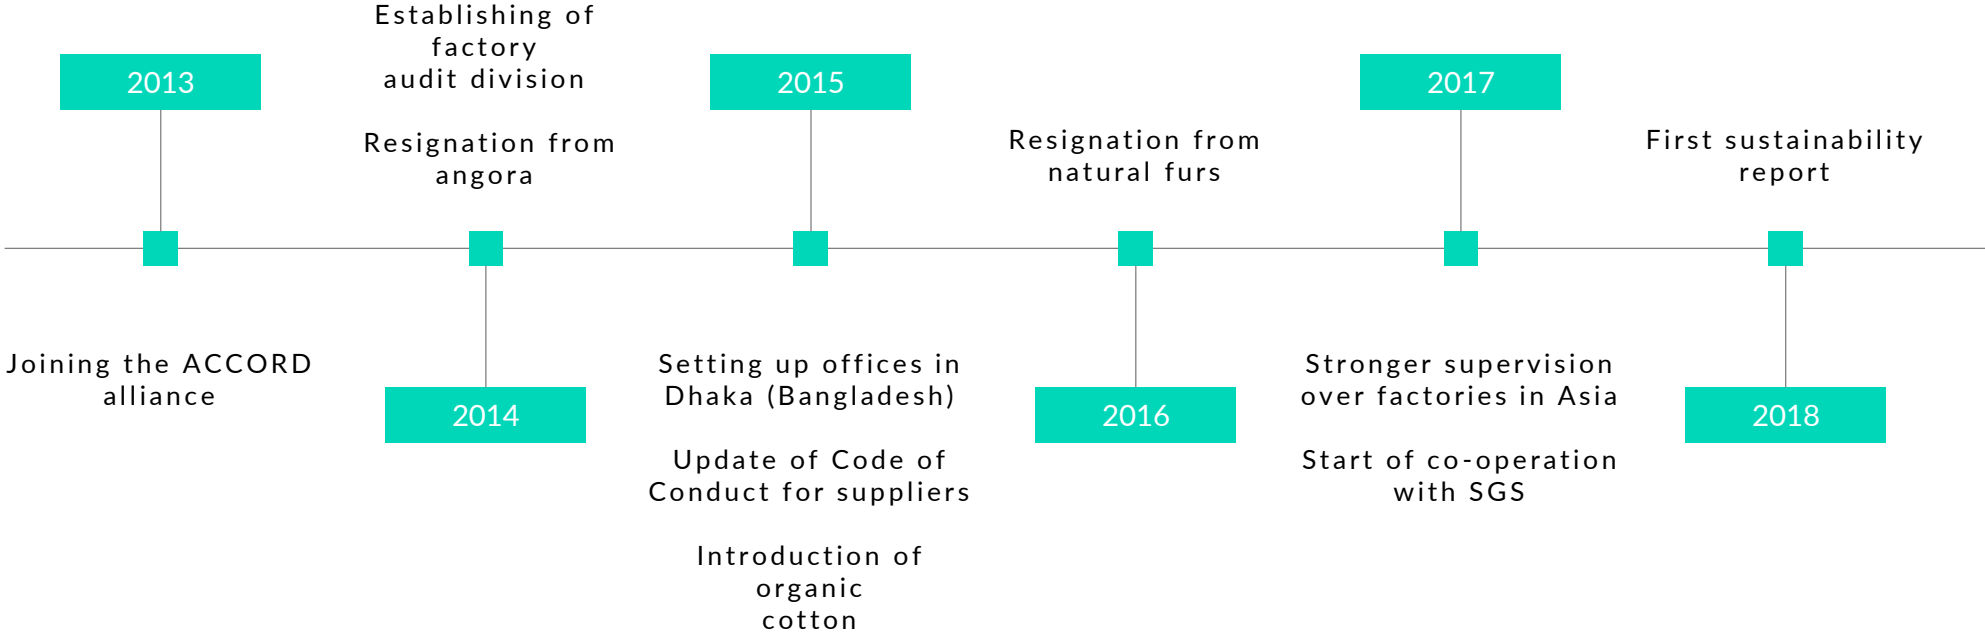 2013
Joining the ACCORD
alliance
Establishing of
factory
audit division
Resignation from
angora
2014
2015
Setting up offices in
Dhaka (Bangladesh)
Update of Code of
Conduct for suppliers
Introduction of
organic
cotton
Resignation from
natural furs
2016
2017
Stronger supervision
over factories in Asia
Start of co-operation
with SGS
First sustainability
report
2018